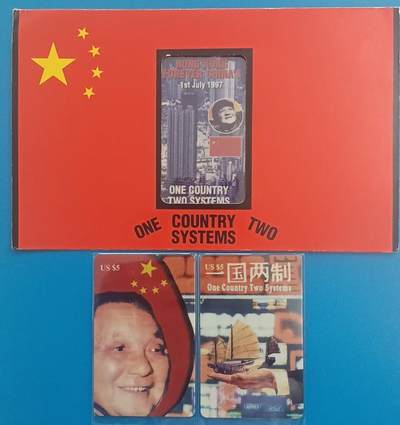 HONG KONG
FOREVER CHINA'S
1st July 1997
ONE COUNTRY
TWO SYSTEMS
ONE COUNTRY TWO
SYSTEMS
US $5
US $5
一国两制
One Country Two Systems